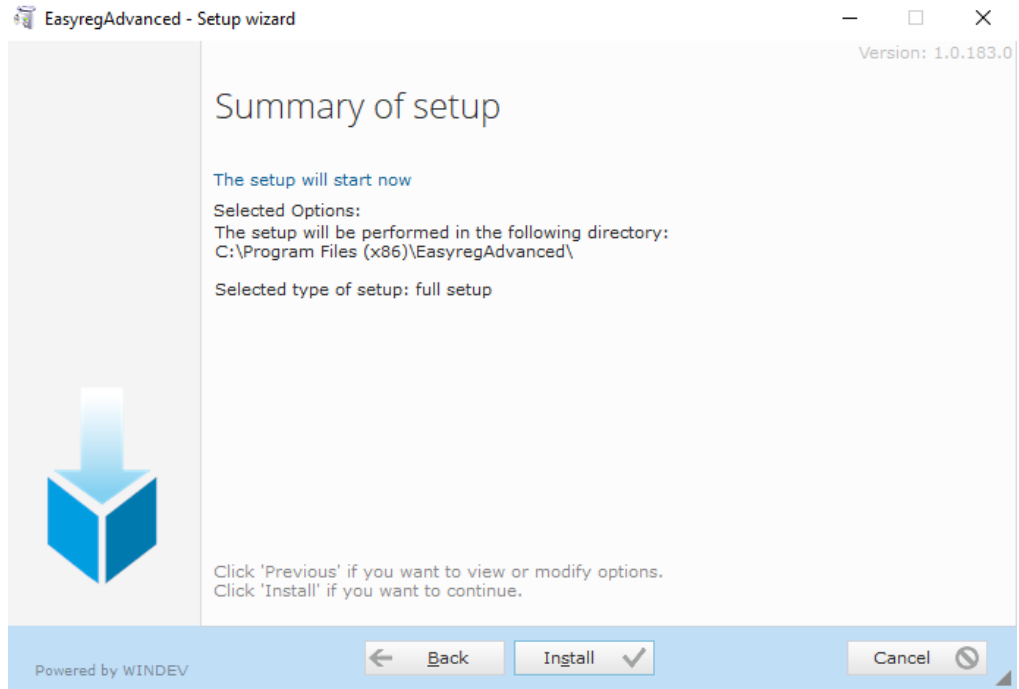 EasyregAdvanced - Setup wizard
Version: 1.0.183.0
Summary of setup
The setup will start now
Selected Options:
The setup will be performed in the following directory:
C:\Program Files (x86)\EasyregAdvanced\
Selected type of setup: full setup
Click 'Previous' if you want to view or modify options.
Click 'Install' if you want to continue.
Powered by WINDEV
Back
Install
Cancel